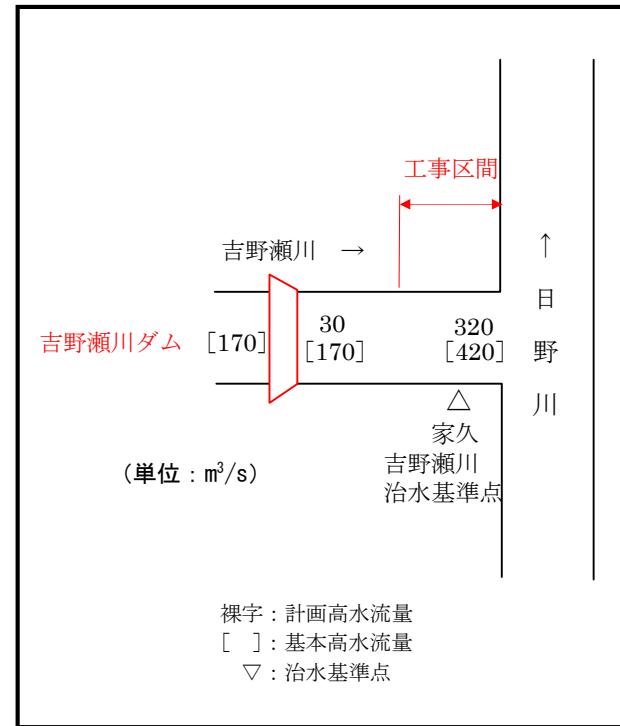 工事区間
吉野瀬川 →
↑
日
野
川
吉野瀬川ダム [170]
30
[170]
320
[420]
△
家久
吉野瀬川
治水基準点
(単位：m³/s)
裸字：計画高水流量
[ ]：基本高水流量
▽：治水基準点